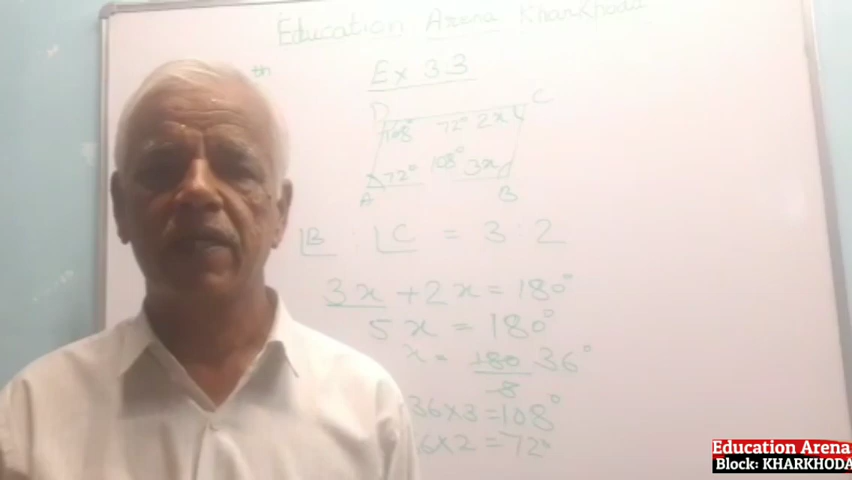 Education Arena Kharkhoda
th
Ex 3.3
D C
108° 72° 2x
72° 108° 3x
A B
∠B : ∠C = 3 : 2
3x + 2x = 180°
5x = 180°
x = 180 36°
5
36×3 = 108°
6×2 = 72°
Education Arena
Block: KHARKHODA